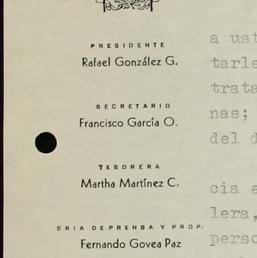 PRESIDENTE
Rafael González G.
SECRETARIO
Francisco García O.
TESORERA
Martha Martínez C.
SRIA DE PRENSA Y PROP.
Fernando Govea Paz
a ust
tarle
trata
nas;
del d
cia e
lera,
perso